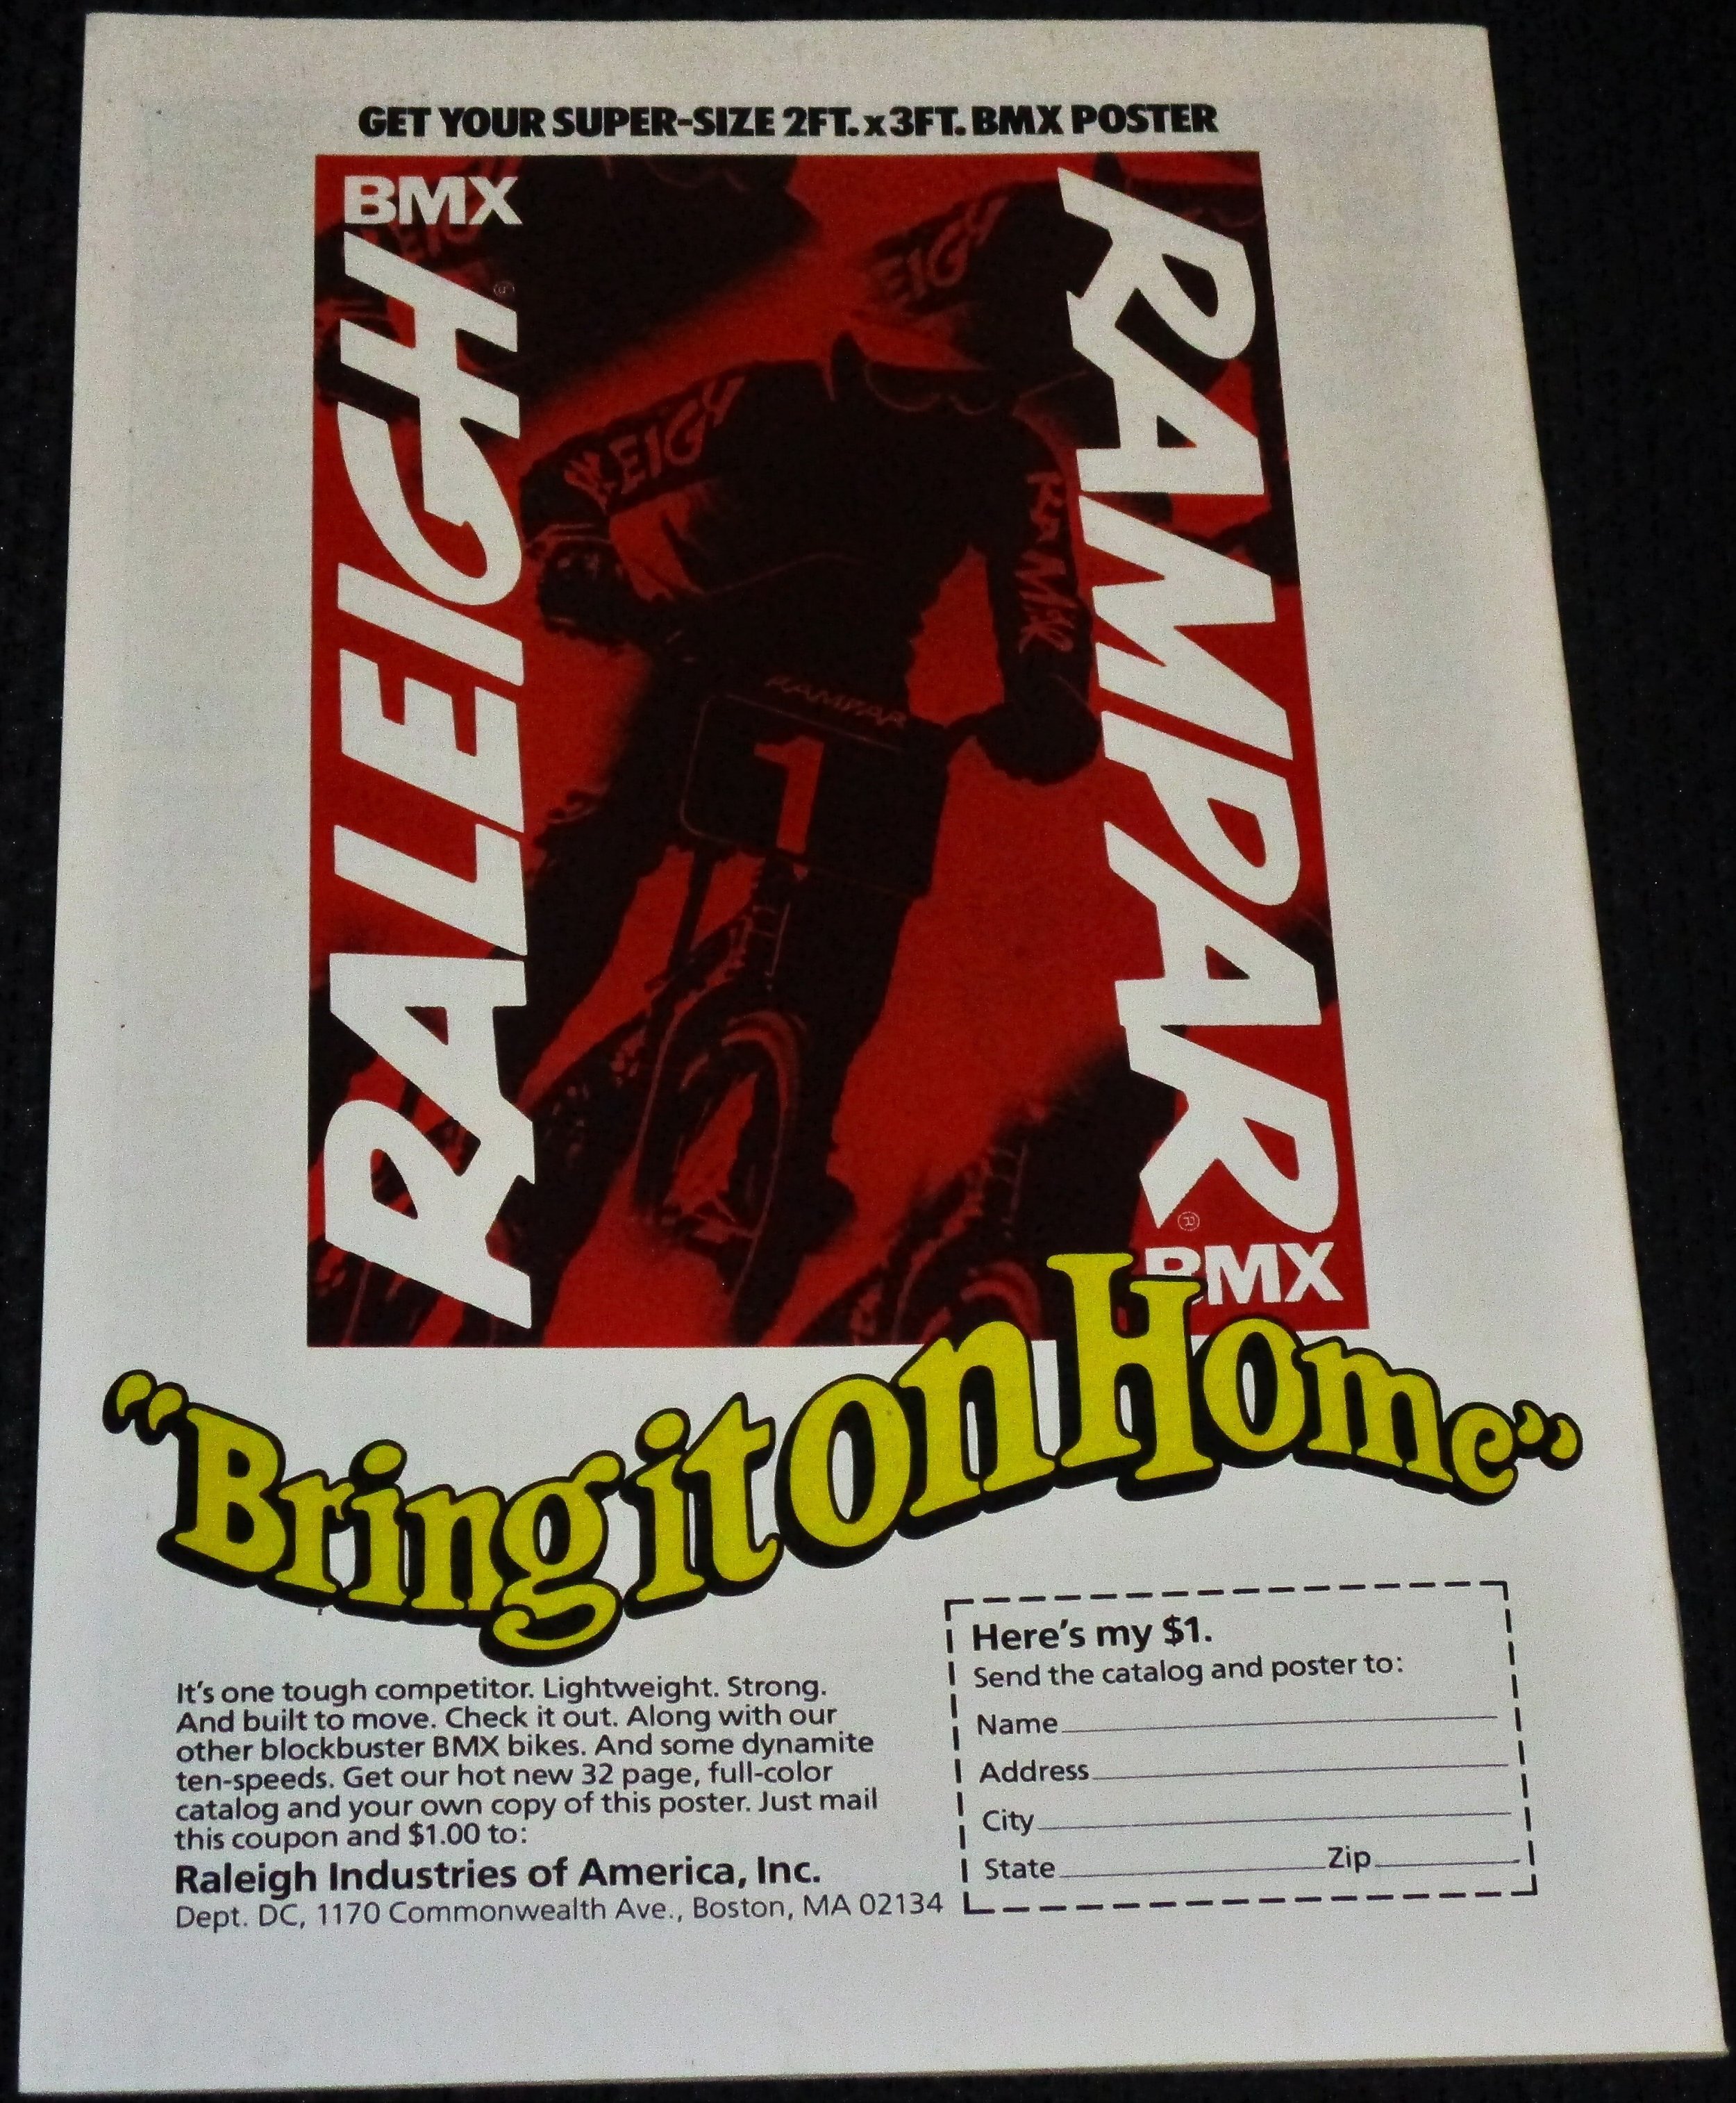 GET YOUR SUPER-SIZE 2FT. x 3FT. BMX POSTER
BMX
RALEIGH
®
RAMPAR
®
BMX
EIGH
RAMPAR
1
"Bring it on Home"
It's one tough competitor. Lightweight. Strong.
And built to move. Check it out. Along with our
other blockbuster BMX bikes. And some dynamite
ten-speeds. Get our hot new 32 page, full-color
catalog and your own copy of this poster. Just mail
this coupon and $1.00 to:
Raleigh Industries of America, Inc.
Dept. DC, 1170 Commonwealth Ave., Boston, MA 02134
Here's my $1.
Send the catalog and poster to:
Name
Address
City
State Zip